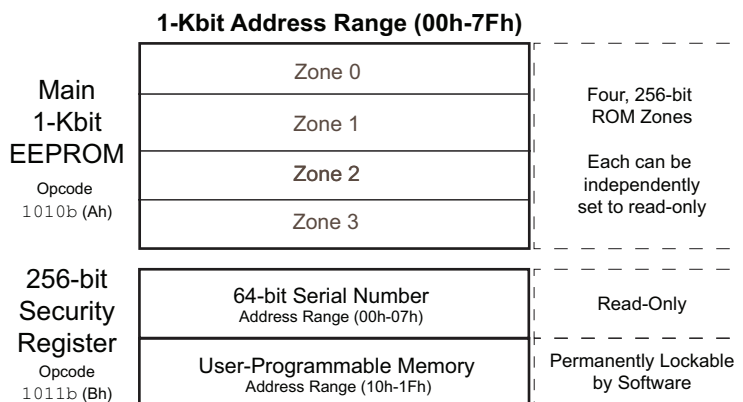 1-Kbit Address Range (00h-7Fh)
Main
1-Kbit
EEPROM
Opcode
1010b (Ah)
Zone 0
Zone 1
Zone 2
Zone 3
Four, 256-bit
ROM Zones
Each can be
independently
set to read-only
256-bit
Security
Register
Opcode
1011b (Bh)
64-bit Serial Number
Address Range (00h-07h)
Read-Only
User-Programmable Memory
Address Range (10h-1Fh)
Permanently Lockable
by Software